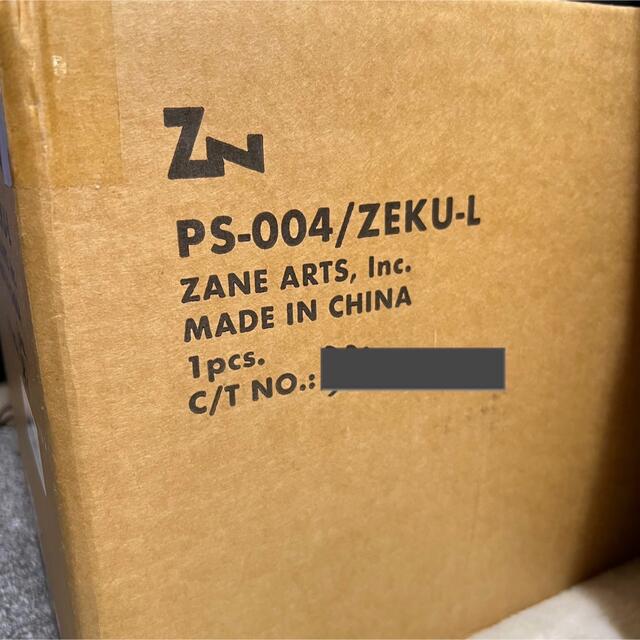 ZN
PS-004/ZEKU-L
ZANE ARTS, Inc.
MADE IN CHINA
1pcs.
C/T NO.: